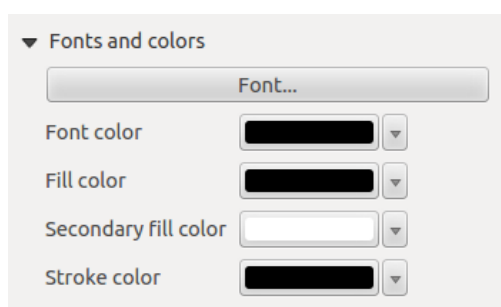 Fonts and colors
Font...
Font color
Fill color
Secondary fill color
Stroke color